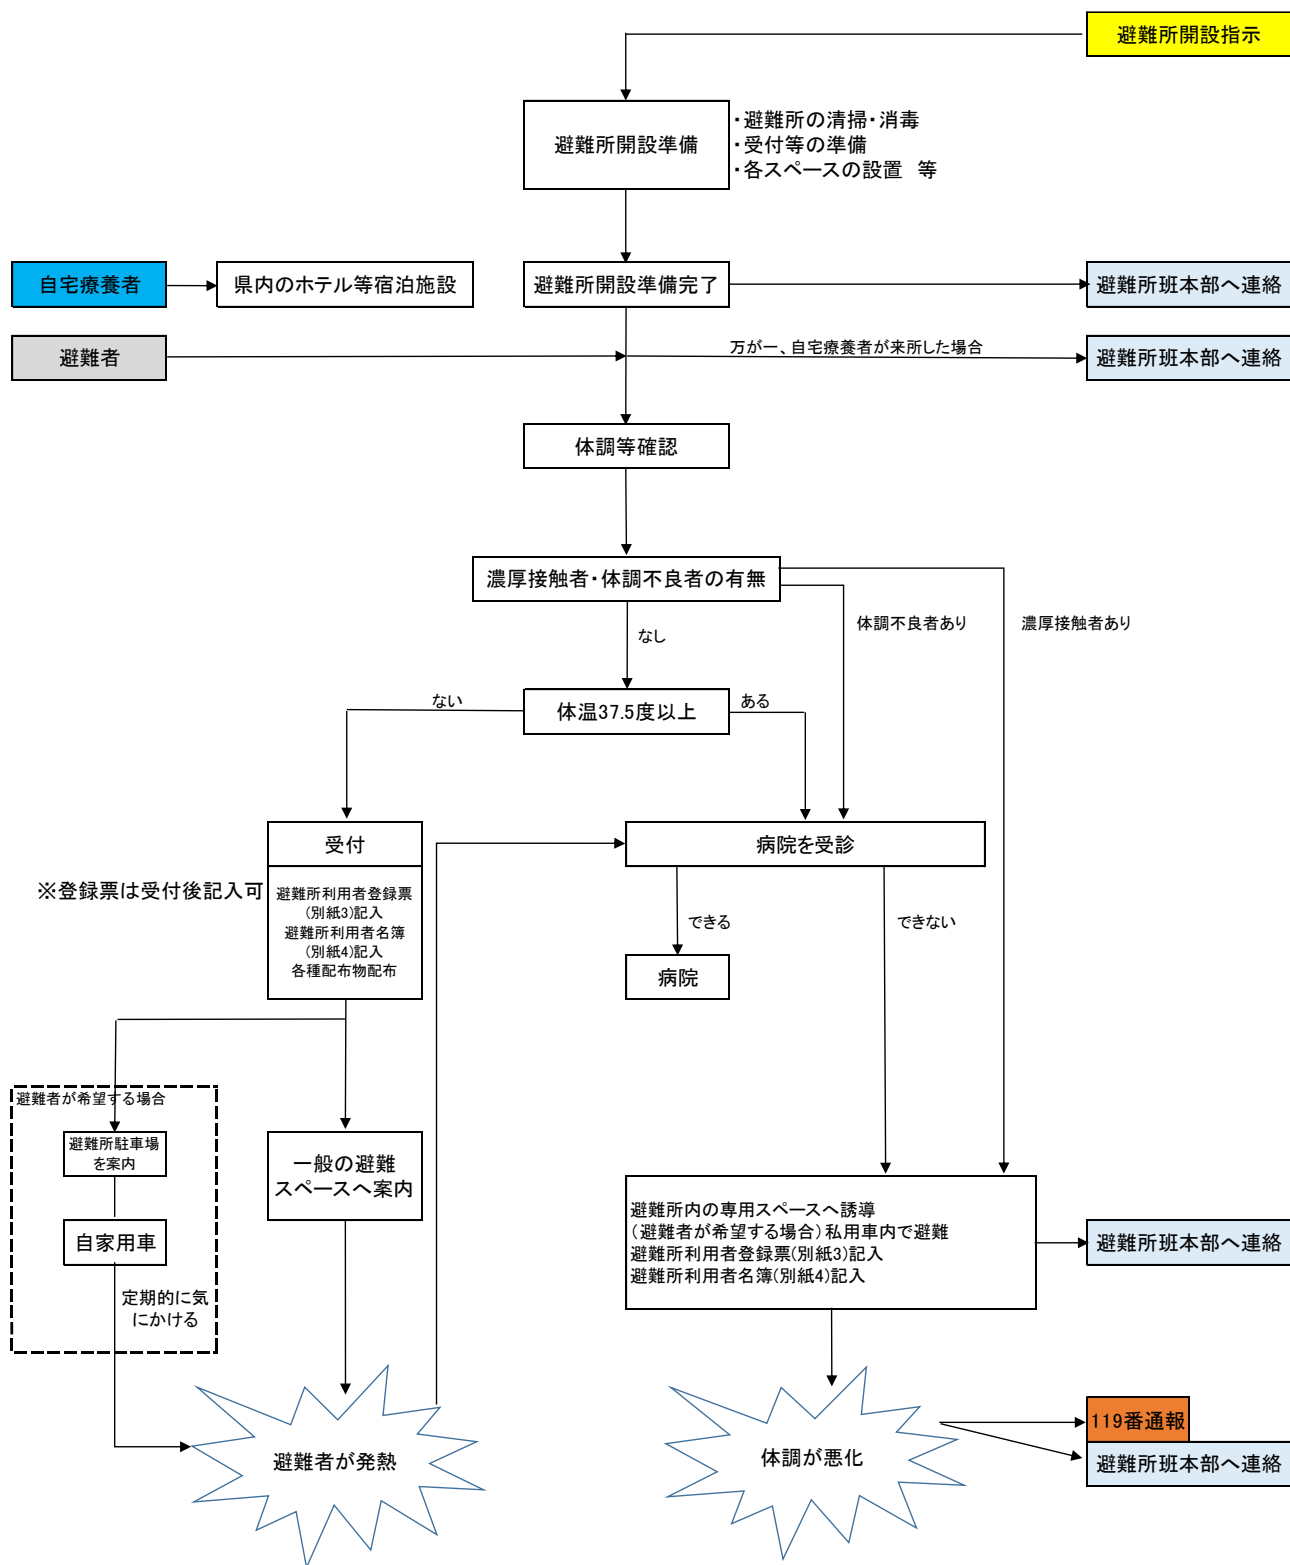 避難所開設指示
避難所開設準備
・避難所の清掃・消毒
・受付等の準備
・各スペースの設置　等
自宅療養者
県内のホテル等宿泊施設
避難所開設準備完了
避難所班本部へ連絡
避難者
万が一、自宅療養者が来所した場合
避難所班本部へ連絡
体調等確認
濃厚接触者・体調不良者の有無
なし
体調不良者あり
濃厚接触者あり
ない
体温37.5度以上
ある
受付
病院を受診
※登録票は受付後記入可
避難所利用者登録票
(別紙3)記入
避難所利用者名簿
(別紙4)記入
各種配布物配布
できる
できない
病院
避難者が希望する場合
避難所駐車場
を案内
一般の避難
スペースへ案内
自家用車
定期的に気
にかける
避難所内の専用スペースへ誘導
(避難者が希望する場合)私用車内で避難
避難所利用者登録票(別紙3)記入
避難所利用者名簿(別紙4)記入
避難所班本部へ連絡
避難者が発熱
体調が悪化
119番通報
避難所班本部へ連絡